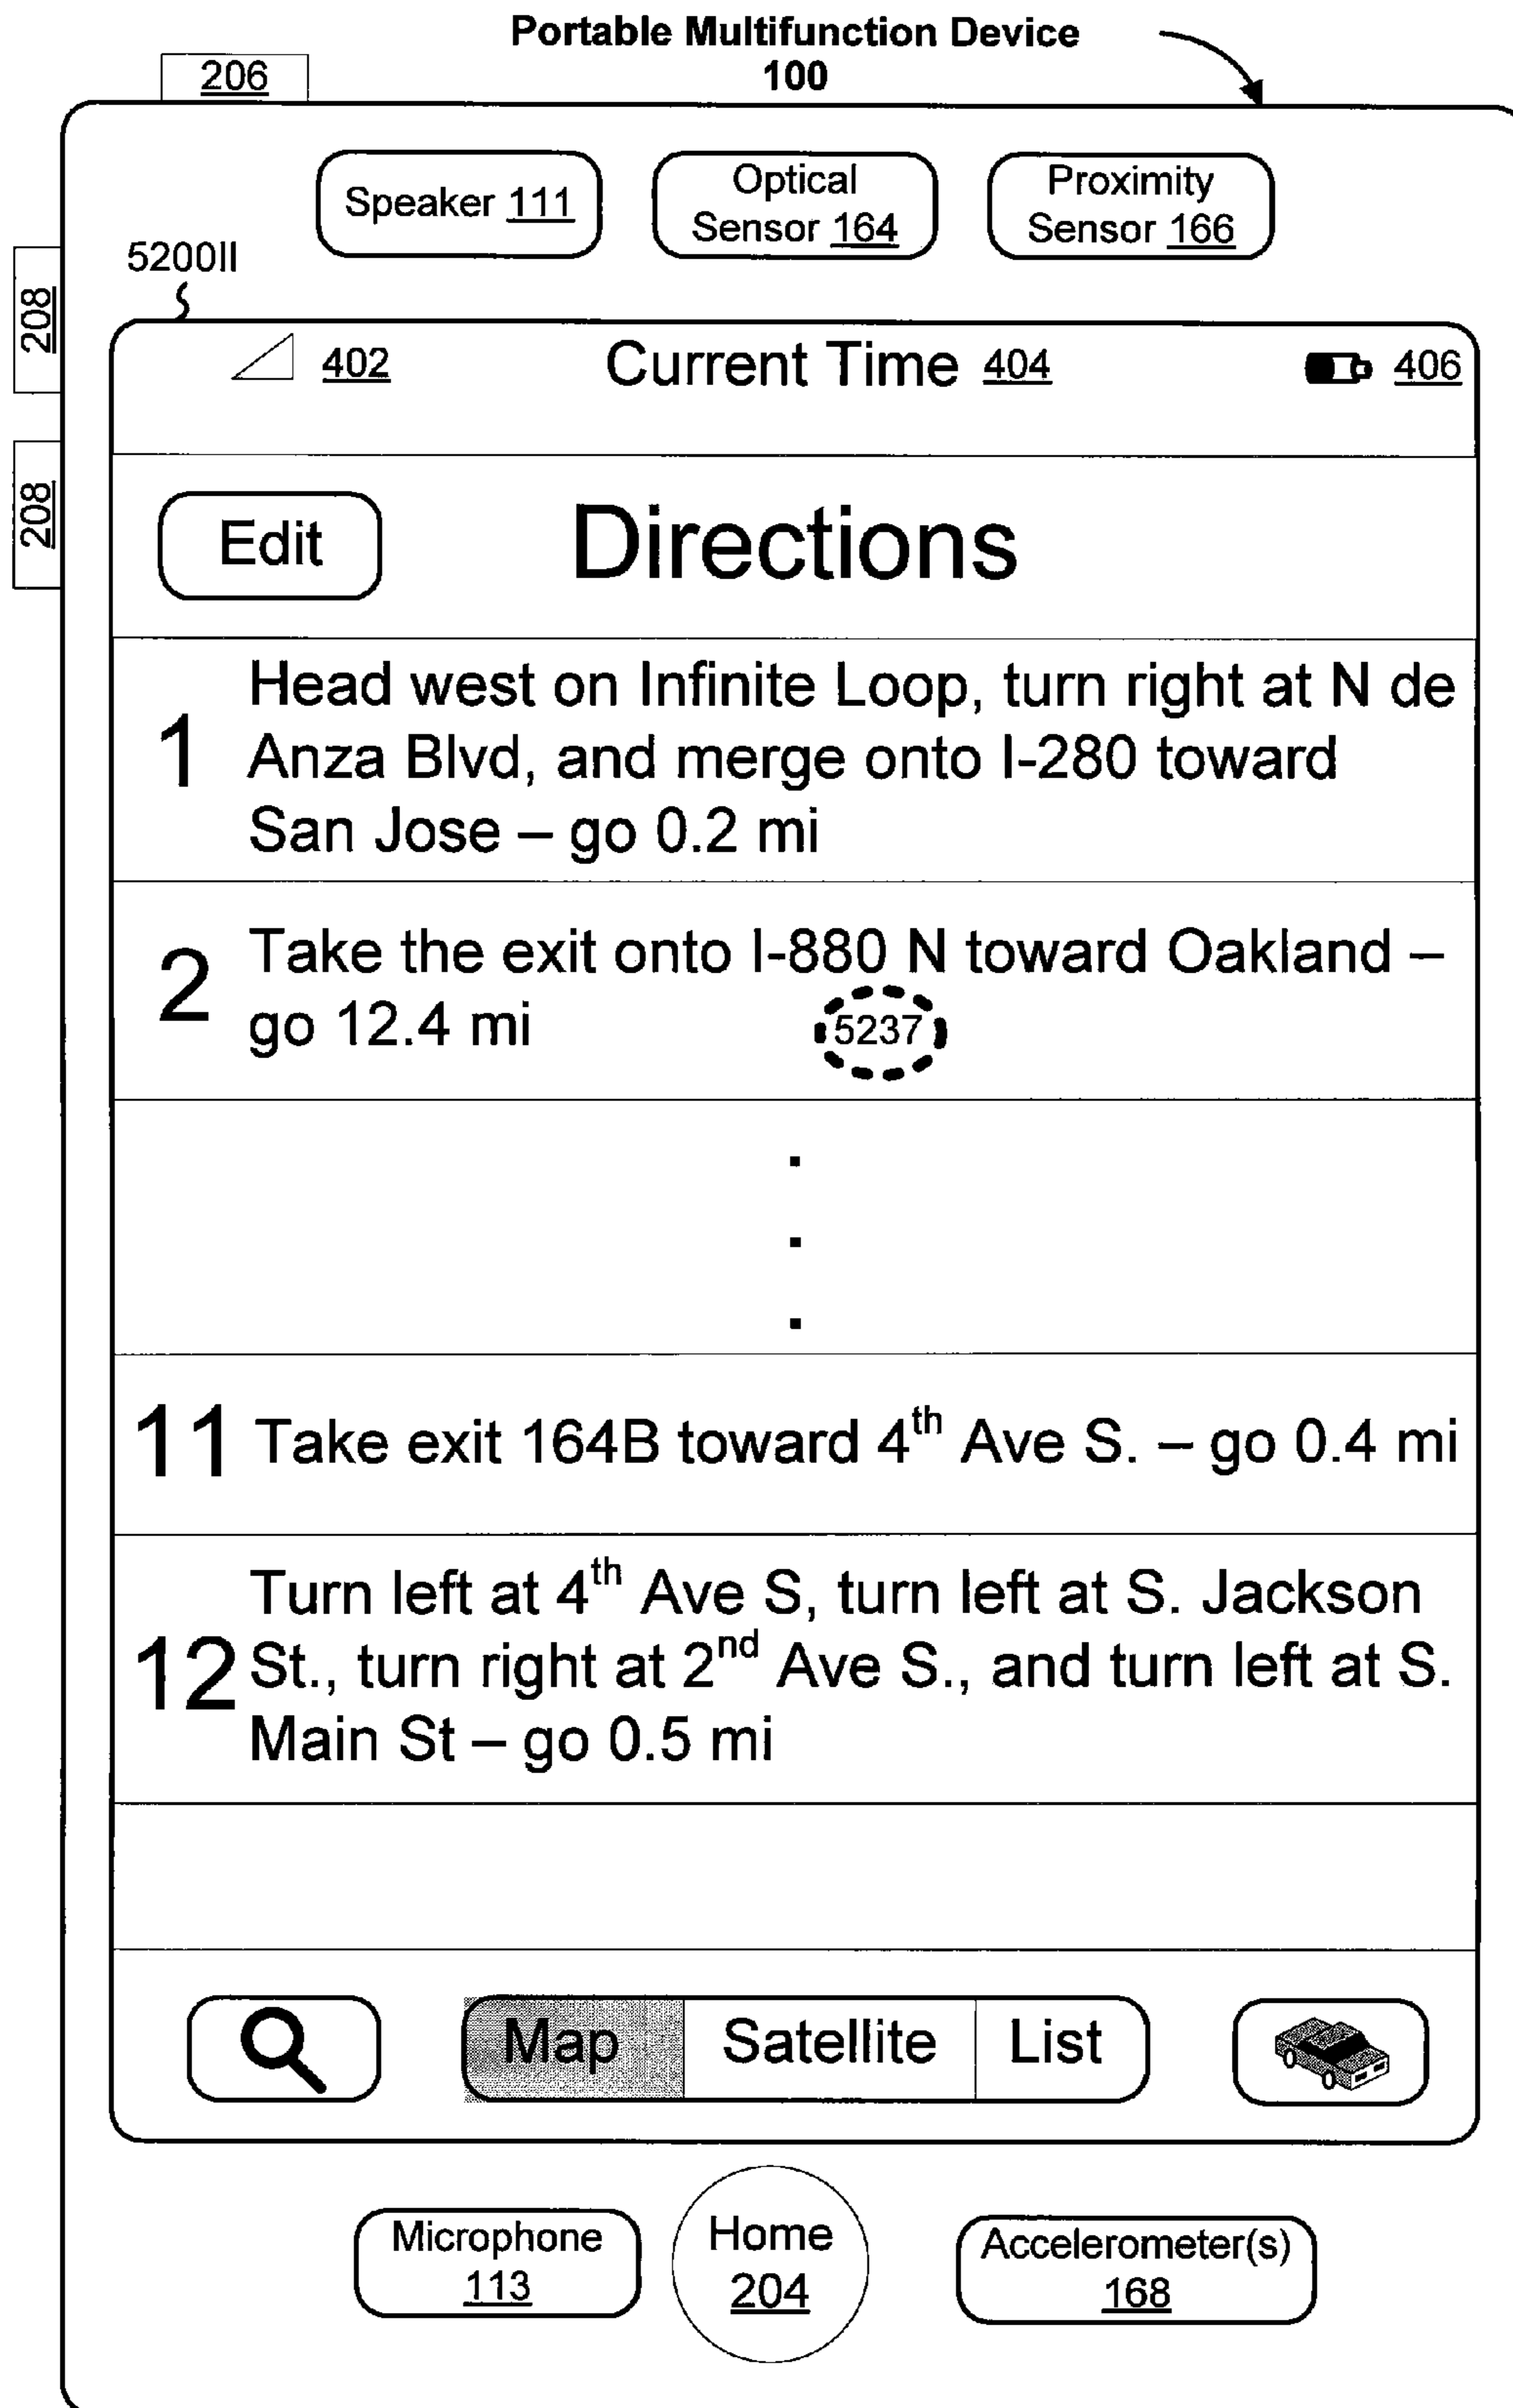 Portable Multifunction Device
100
206
Speaker 111
Optical
Sensor 164
Proximity
Sensor 166
5200II
208
208
402
Current Time 404
406
Edit
Directions
1
Head west on Infinite Loop, turn right at N de
Anza Blvd, and merge onto I-280 toward
San Jose – go 0.2 mi
2
Take the exit onto I-880 N toward Oakland –
go 12.4 mi
5237
.
.
.
11 Take exit 164B toward 4th Ave S. – go 0.4 mi
12
Turn left at 4th Ave S, turn left at S. Jackson
St., turn right at 2nd Ave S., and turn left at S.
Main St – go 0.5 mi
Map
Satellite
List
Microphone
113
Home
204
Accelerometer(s)
168